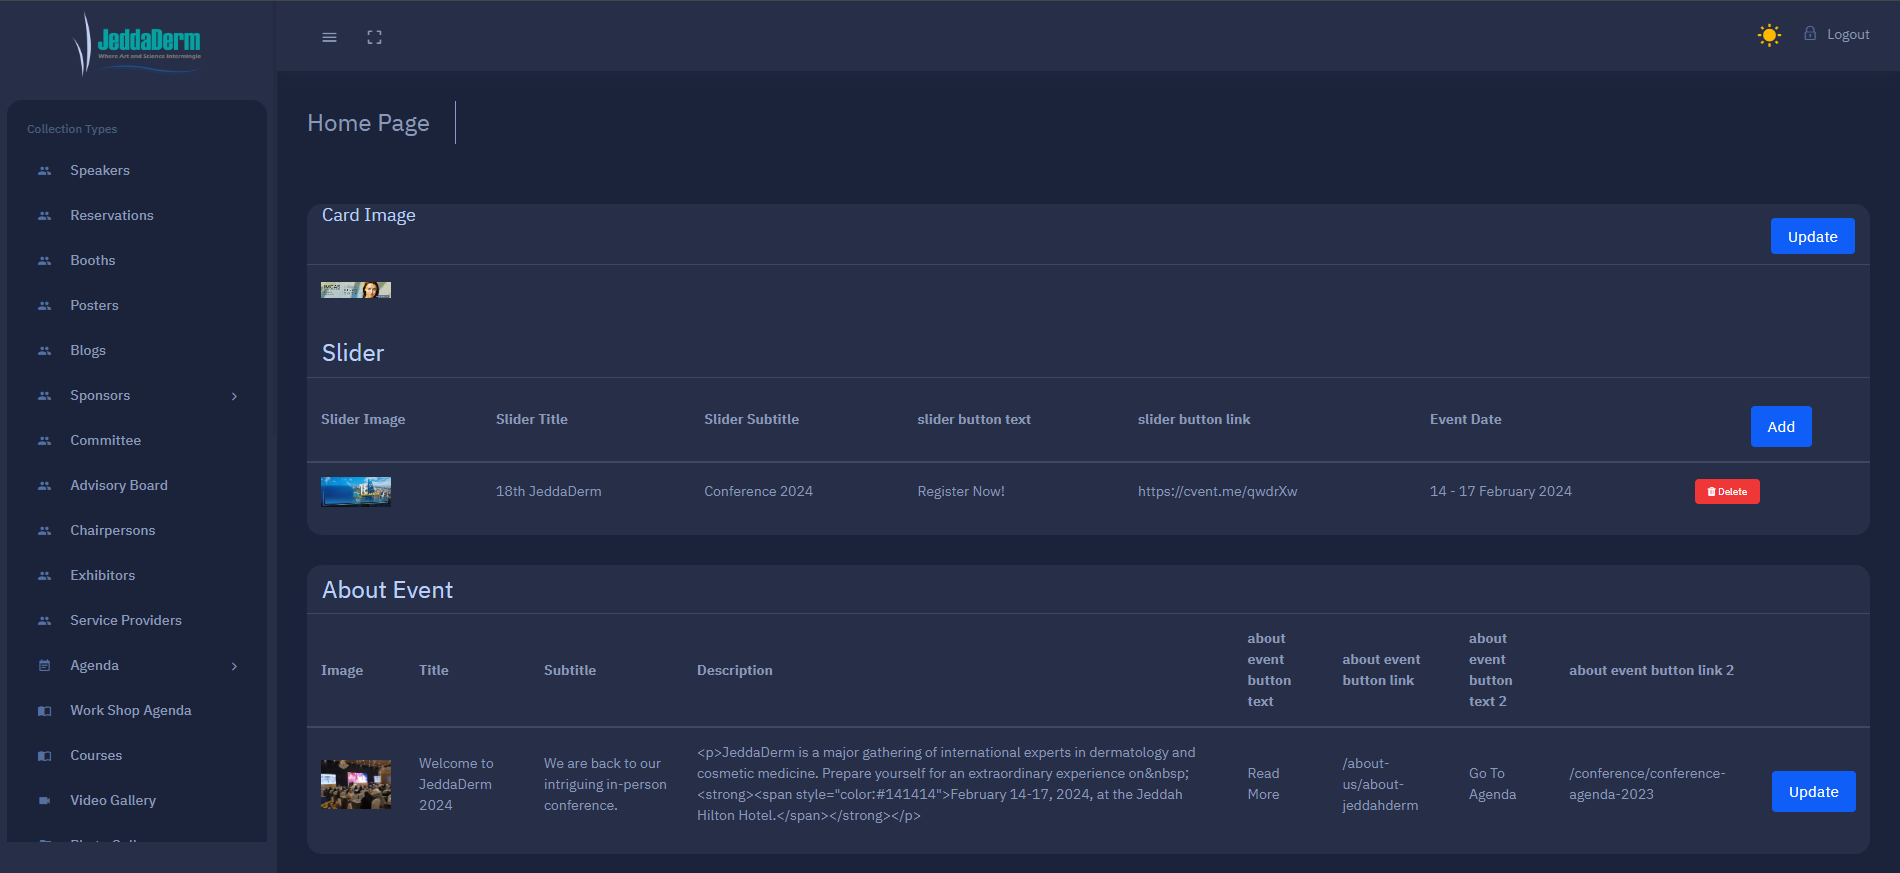 JeddaDerm
Where Art and Science Intermingle
Logout
Collection Types
Speakers
Reservations
Booths
Posters
Blogs
Sponsors
Committee
Advisory Board
Chairpersons
Exhibitors
Service Providers
Agenda
Work Shop Agenda
Courses
Video Gallery
Home Page
Card Image
Update
Slider
Slider Image Slider Title Slider Subtitle slider button text slider button link Event Date Add
18th JeddaDerm Conference 2024 Register Now! https://cvent.me/qwdrXw 14 - 17 February 2024 Delete
About Event
Image
Title
Subtitle
Description
about
event
button
text
about event
button link
about
event
button
text 2
about event button link 2
Welcome to
JeddaDerm
2024
We are back to our
intriguing in-person
conference.
<p>JeddaDerm is a major gathering of international experts in dermatology and
cosmetic medicine. Prepare yourself for an extraordinary experience on&nbsp;
<strong><span style="color:#141414">February 14-17, 2024, at the Jeddah
Hilton Hotel.</span></strong></p>
Read
More
/about-
us/about-
jeddahderm
Go To
Agenda
/conference/conference-
agenda-2023
Update